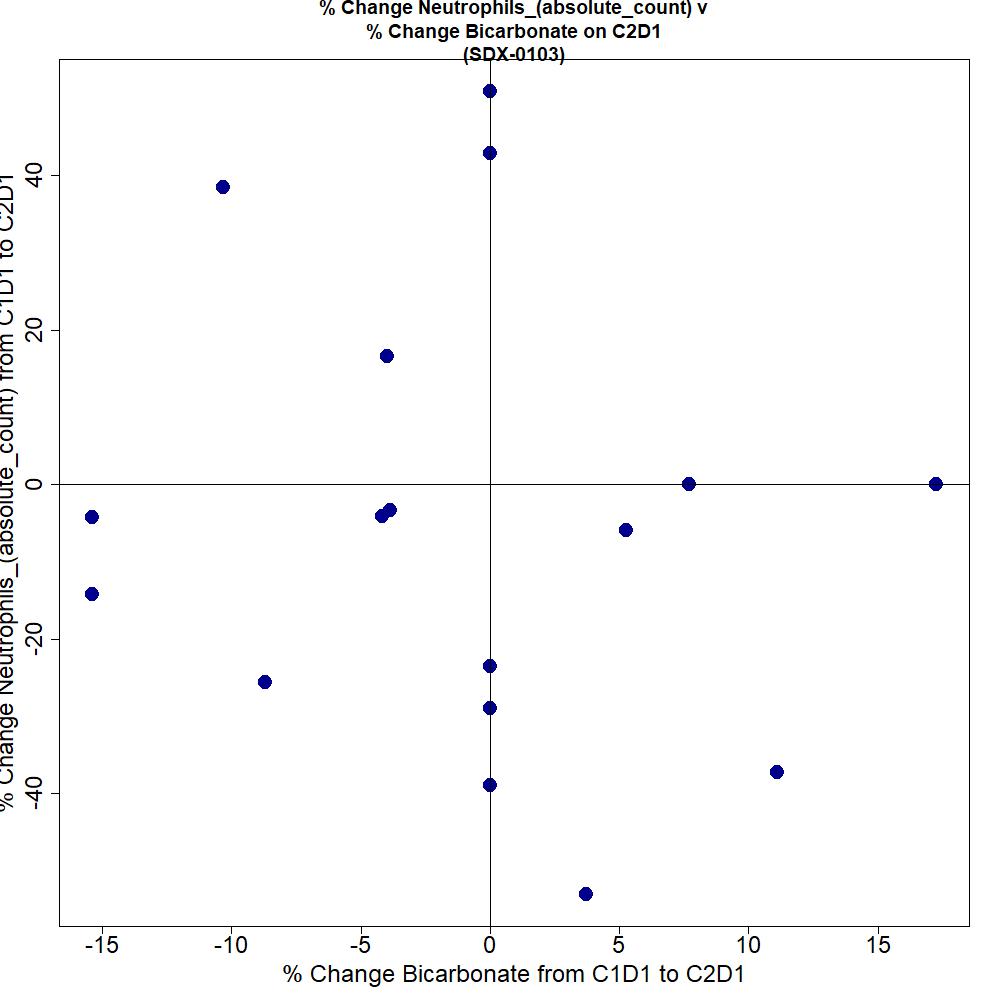 % Change Neutrophils_(absolute_count) v
% Change Bicarbonate on C2D1
(SDX-0103)
% Change Neutrophils_(absolute_count) from C1D1 to C2D1
40
20
0
-20
-40
-15
-10
-5
0
5
10
15
% Change Bicarbonate from C1D1 to C2D1